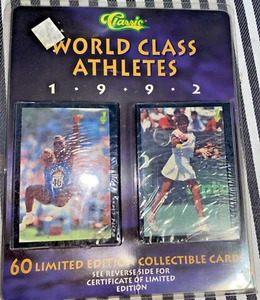 Classic
WORLD CLASS
ATHLETES
1·9·9·2
60 LIMITED EDITION COLLECTIBLE CARDS
SEE REVERSE SIDE FOR
CERTIFICATE OF LIMITED
EDITION